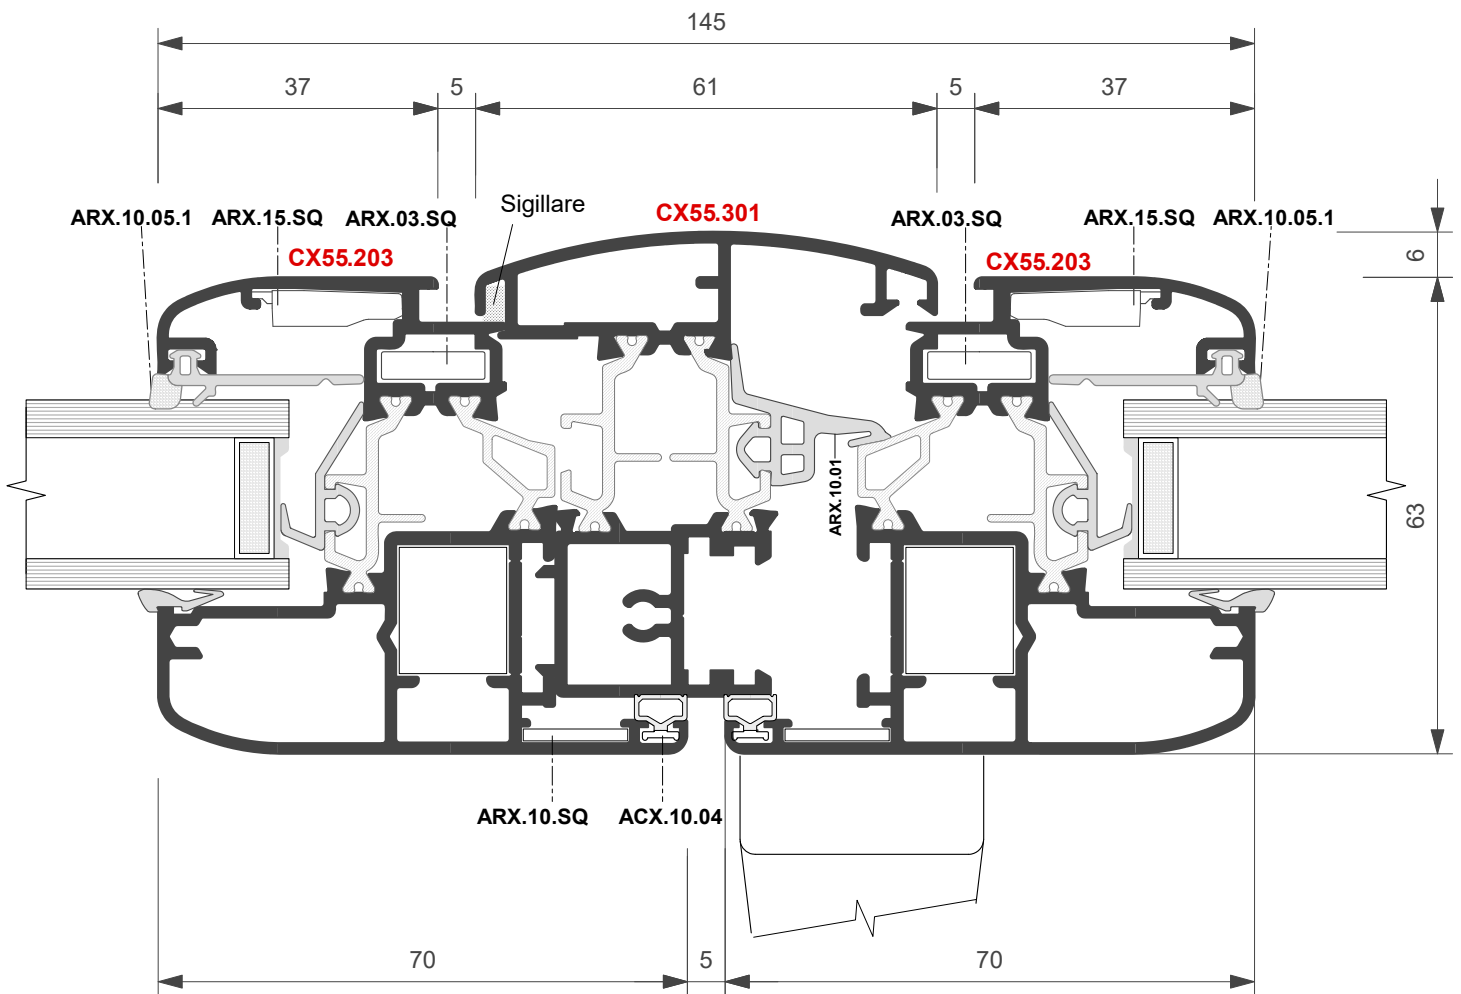 145
37 5 61 5 37
ARX.10.05.1 ARX.15.SQ ARX.03.SQ Sigillare CX55.301 ARX.03.SQ ARX.15.SQ ARX.10.05.1
CX55.203 CX55.203
6
ARX.10.01
63
ARX.10.SQ ACX.10.04
70 5 70